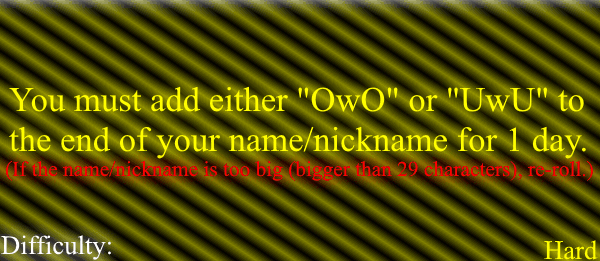 You must add either "OwO" or "UwU" to
the end of your name/nickname for 1 day.
(If the name/nickname is too big (bigger than 29 characters), re-roll.)
Difficulty:
Hard